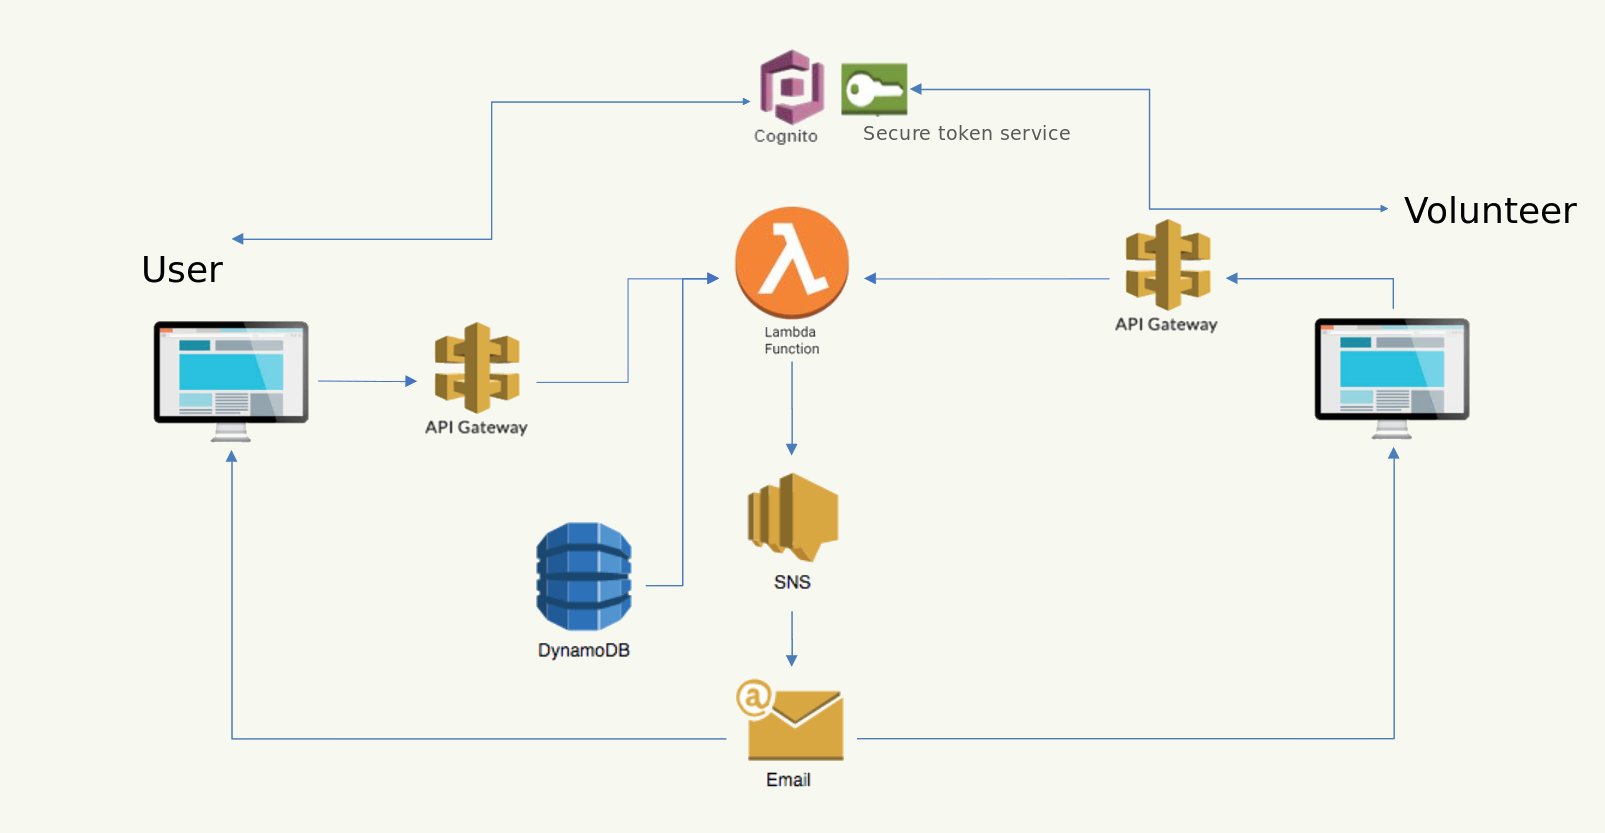 Cognito
Secure token service
Volunteer
User
Lambda
Function
API Gateway
API Gateway
SNS
DynamoDB
@
Email